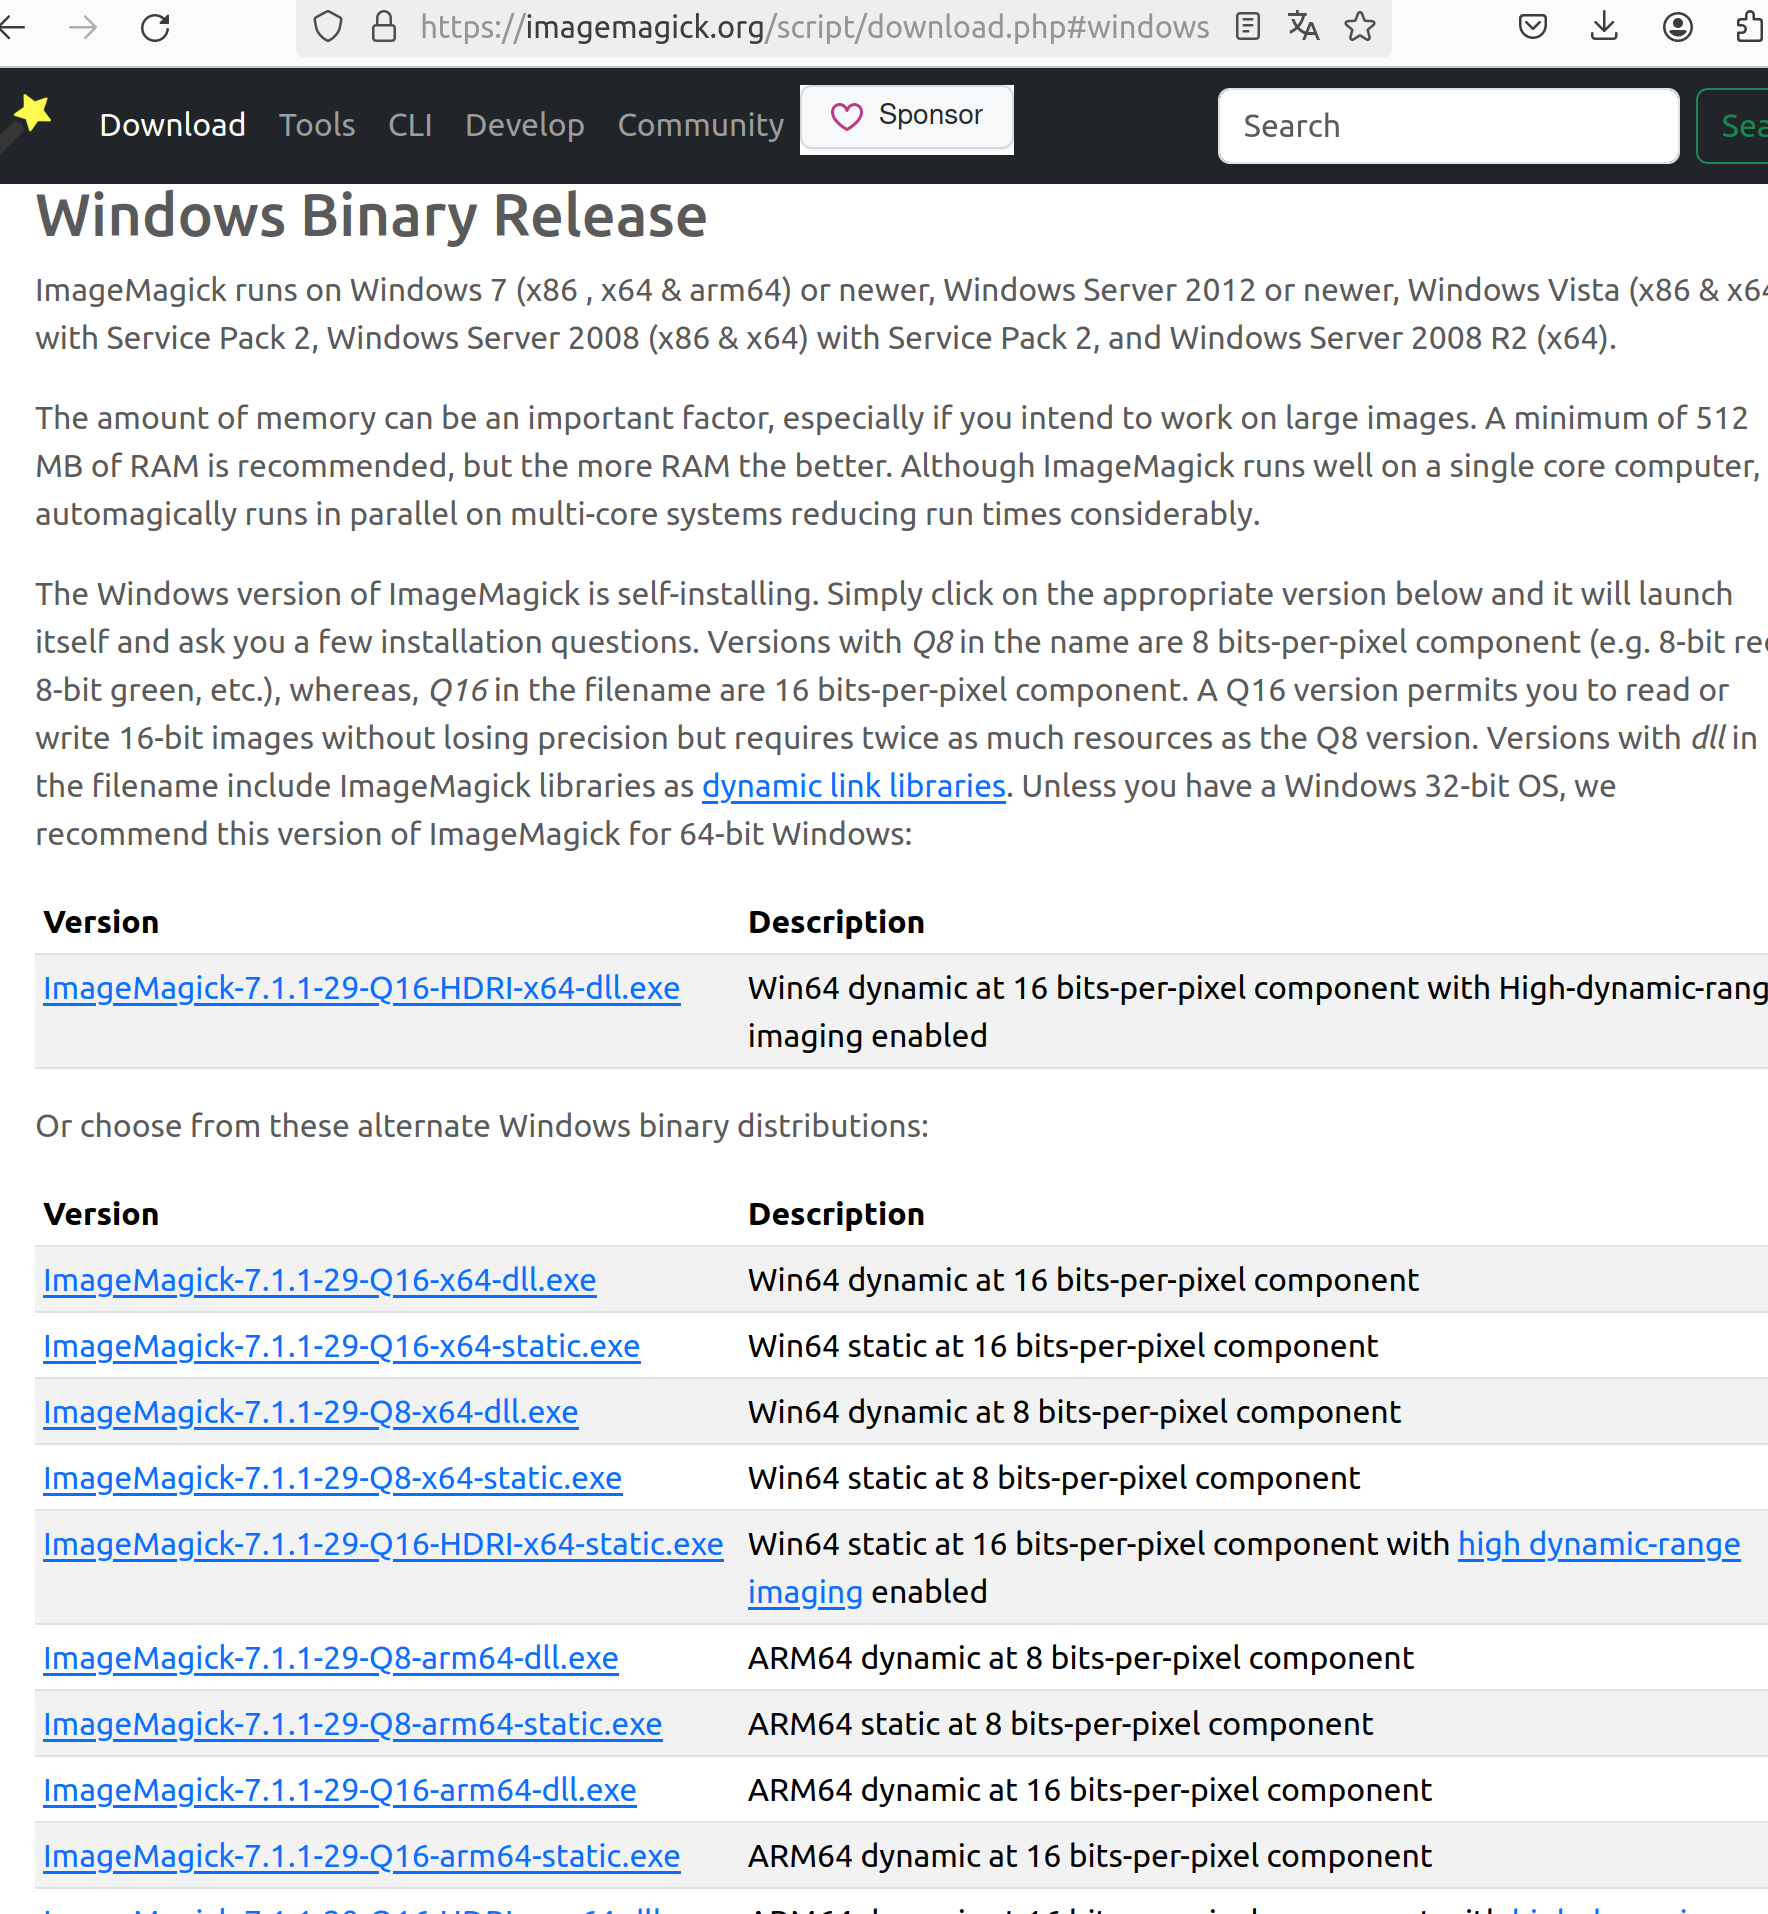 https://imagemagick.org/script/download.php#windows
Download Tools CLI Develop Community Sponsor Search
Windows Binary Release
ImageMagick runs on Windows 7 (x86 , x64 & arm64) or newer, Windows Server 2012 or newer, Windows Vista (x86 &
with Service Pack 2, Windows Server 2008 (x86 & x64) with Service Pack 2, and Windows Server 2008 R2 (x64).
The amount of memory can be an important factor, especially if you intend to work on large images. A minimum of 512
MB of RAM is recommended, but the more RAM the better. Although ImageMagick runs well on a single core computer,
automagically runs in parallel on multi-core systems reducing run times considerably.
The Windows version of ImageMagick is self-installing. Simply click on the appropriate version below and it will launch
itself and ask you a few installation questions. Versions with Q8 in the name are 8 bits-per-pixel component (e.g. 8-bit
8-bit green, etc.), whereas, Q16 in the filename are 16 bits-per-pixel component. A Q16 version permits you to read or
write 16-bit images without losing precision but requires twice as much resources as the Q8 version. Versions with dll in
the filename include ImageMagick libraries as dynamic link libraries. Unless you have a Windows 32-bit OS, we
recommend this version of ImageMagick for 64-bit Windows:
Version Description
ImageMagick-7.1.1-29-Q16-HDRI-x64-dll.exe Win64 dynamic at 16 bits-per-pixel component with High-dynamic-rang
imaging enabled
Or choose from these alternate Windows binary distributions:
Version Description
ImageMagick-7.1.1-29-Q16-x64-dll.exe Win64 dynamic at 16 bits-per-pixel component
ImageMagick-7.1.1-29-Q16-x64-static.exe Win64 static at 16 bits-per-pixel component
ImageMagick-7.1.1-29-Q8-x64-dll.exe Win64 dynamic at 8 bits-per-pixel component
ImageMagick-7.1.1-29-Q8-x64-static.exe Win64 static at 8 bits-per-pixel component
ImageMagick-7.1.1-29-Q16-HDRI-x64-static.exe Win64 static at 16 bits-per-pixel component with high dynamic-range
imaging enabled
ImageMagick-7.1.1-29-Q8-arm64-dll.exe ARM64 dynamic at 8 bits-per-pixel component
ImageMagick-7.1.1-29-Q8-arm64-static.exe ARM64 static at 8 bits-per-pixel component
ImageMagick-7.1.1-29-Q16-arm64-dll.exe ARM64 dynamic at 16 bits-per-pixel component
ImageMagick-7.1.1-29-Q16-arm64-static.exe ARM64 dynamic at 16 bits-per-pixel component